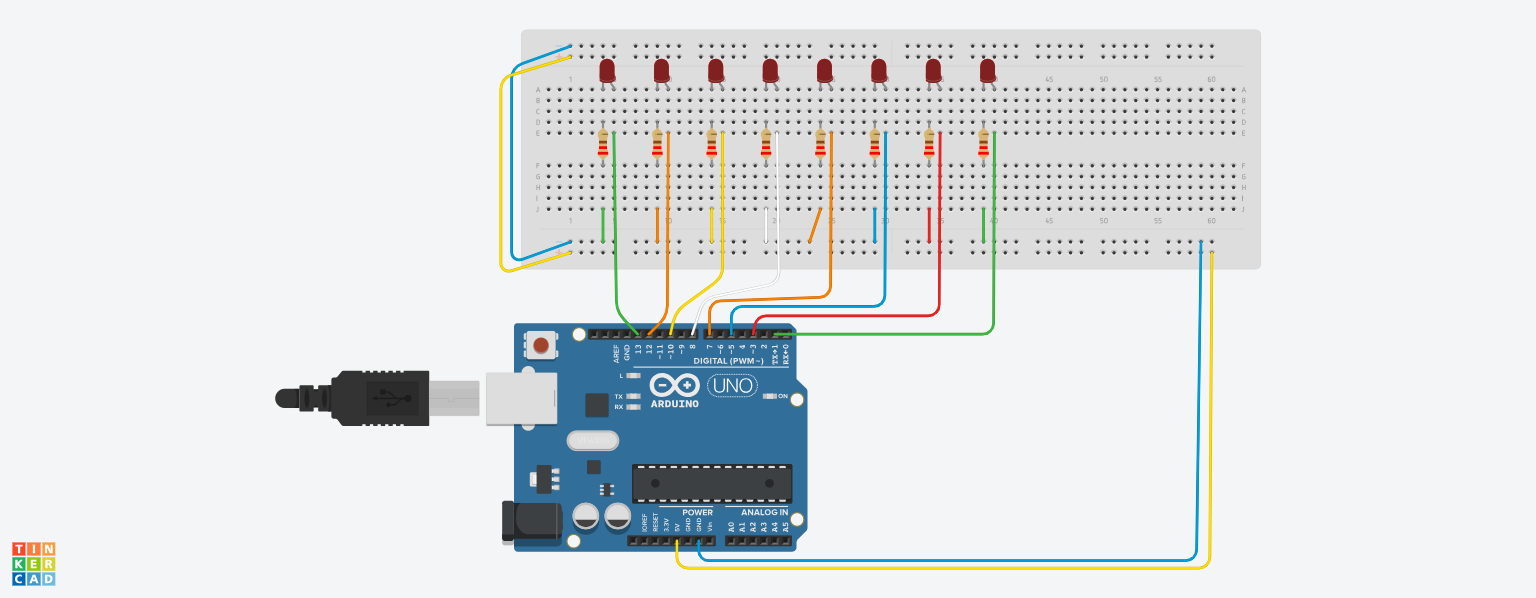 1 45 50 55 60
A A
B B
C C
D D
E E
F F
G G
H H
I I
J J
1 10 15 20 25 30 35 40 45 50 55 60
AREF GND 13 12 ~11 ~10 ~9 8 7 ~6 ~5 4 ~3 2 TX→1 RX←0
DIGITAL (PWM ~)
L
TX
RX
UNO
ARDUINO
ON
POWER ANALOG IN
IOREF RESET 3.3V 5V GND GND Vin A0 A1 A2 A3 A4 A5
TIN
KER
CAD